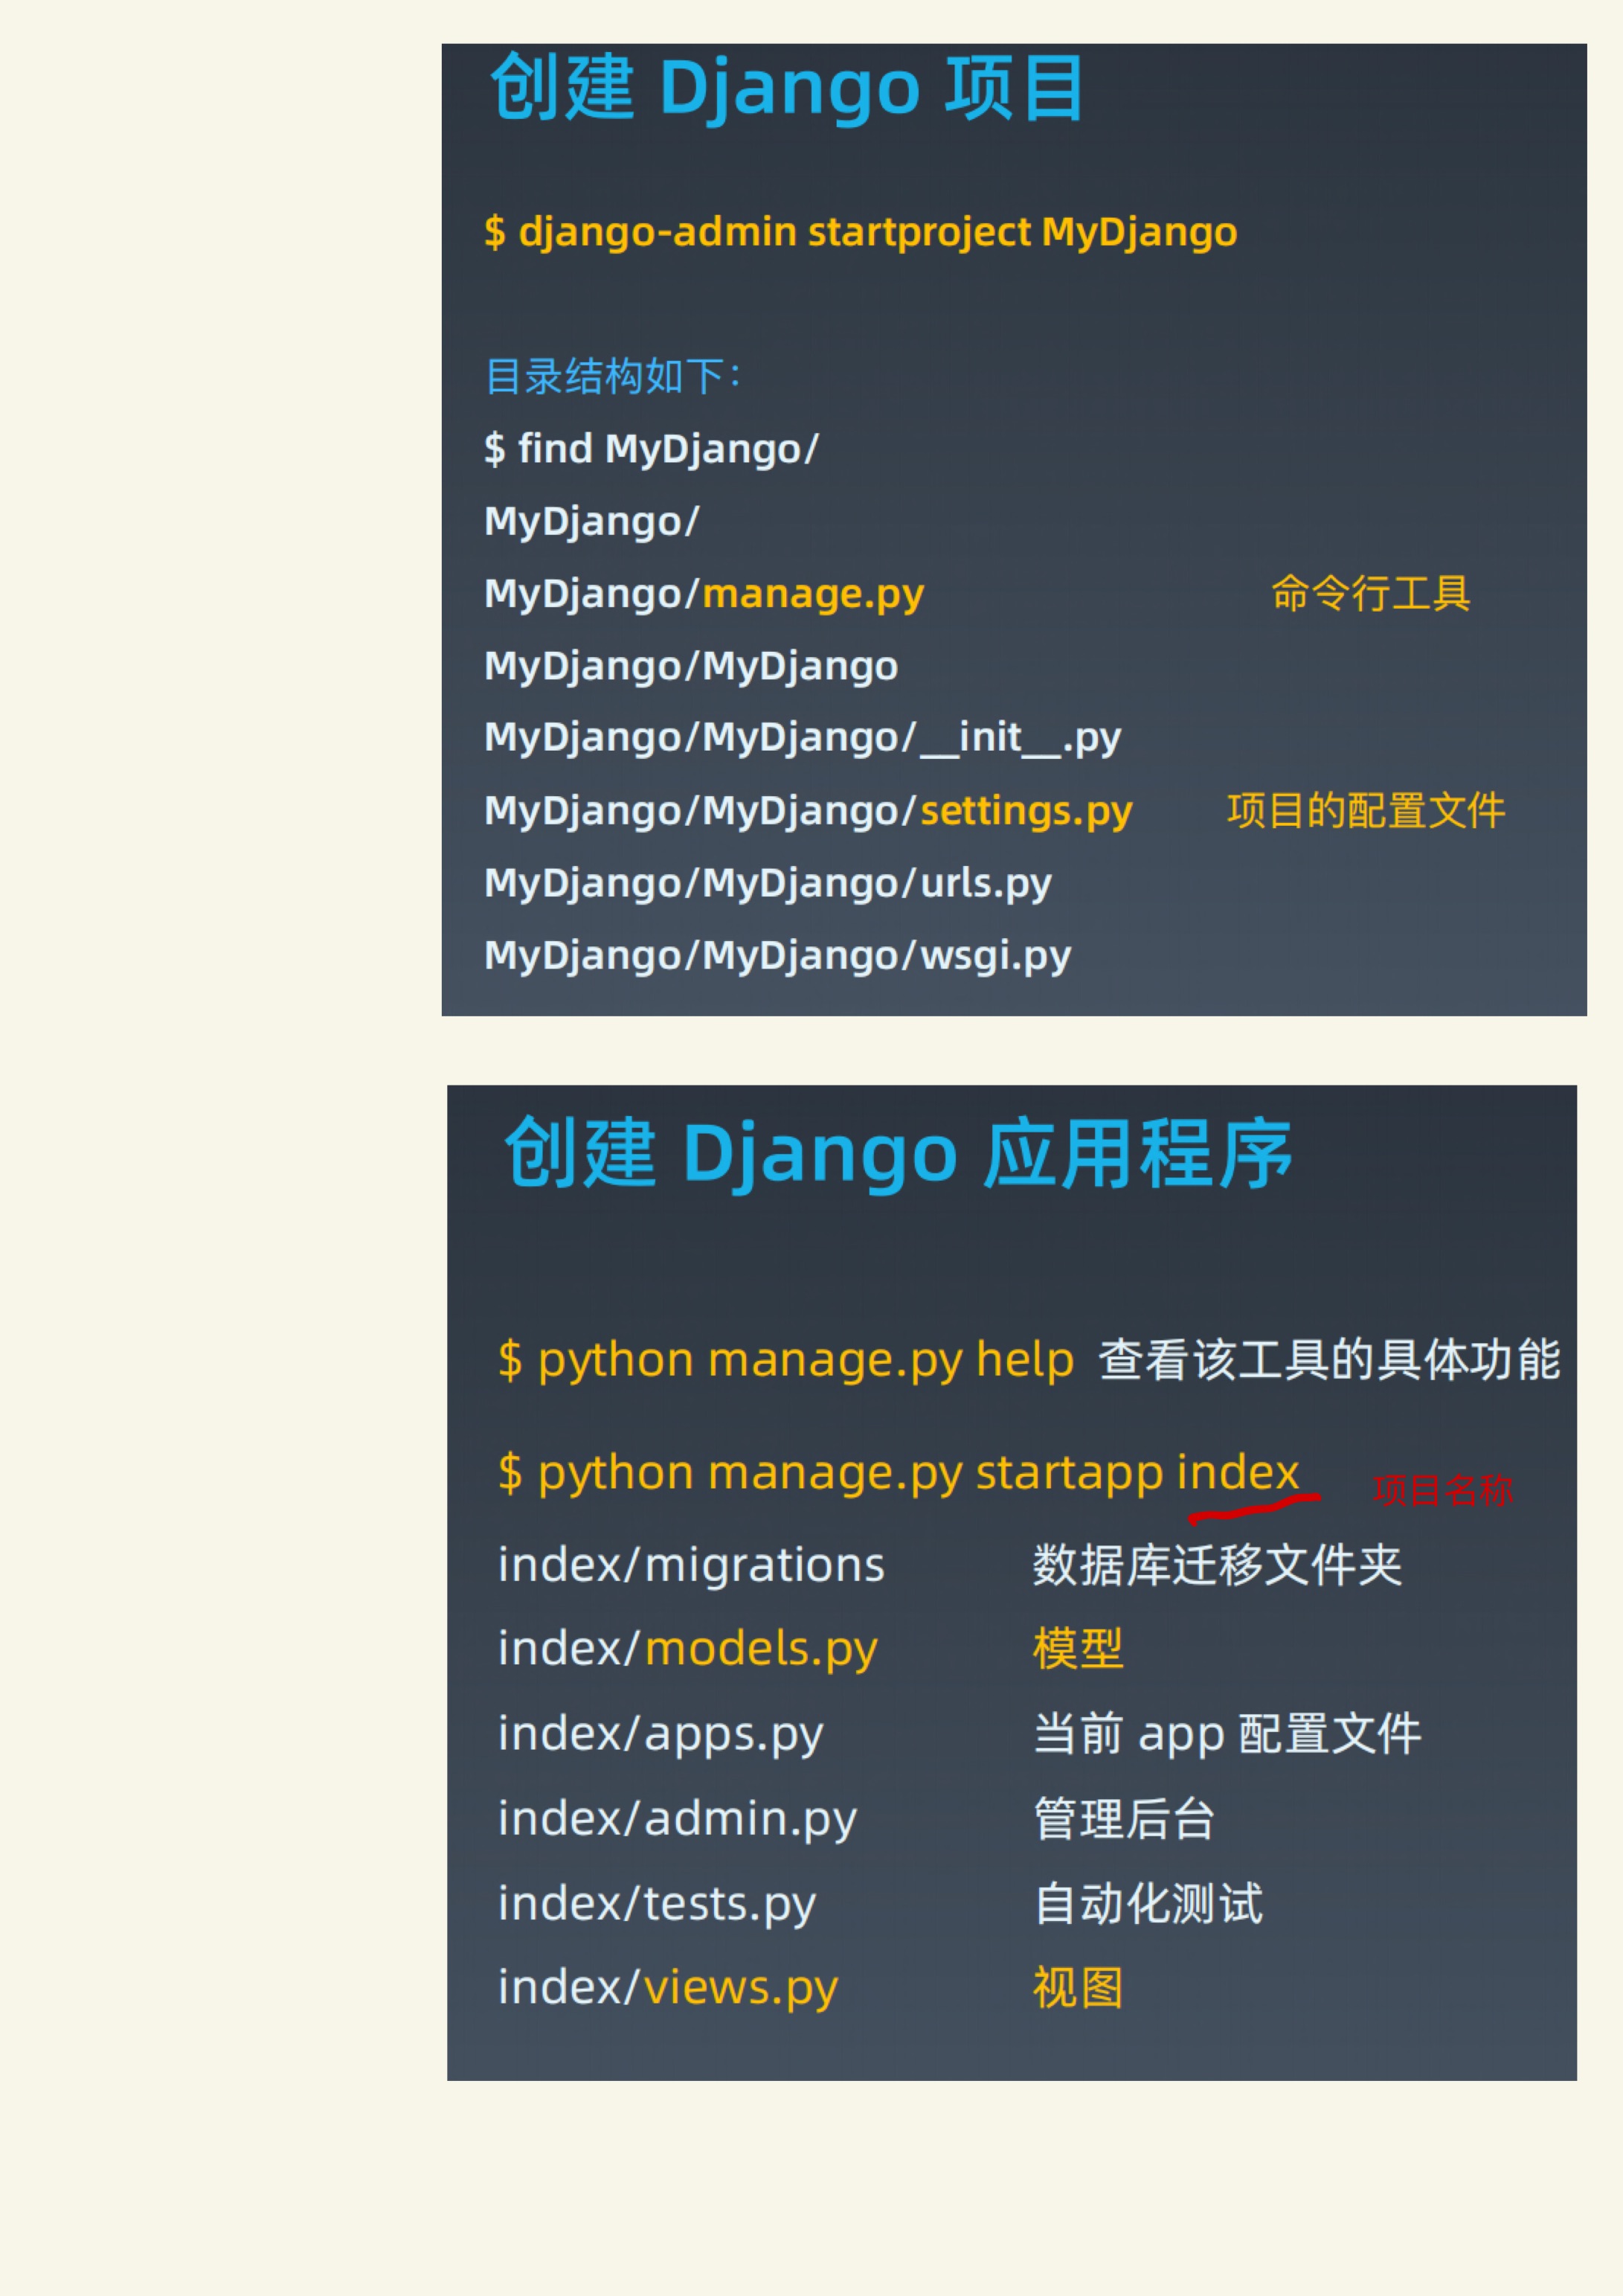 创建 Django 项目
$ django-admin startproject MyDjango
目录结构如下：
$ find MyDjango/
MyDjango/
MyDjango/manage.py 命令行工具
MyDjango/MyDjango
MyDjango/MyDjango/__init__.py
MyDjango/MyDjango/settings.py 项目的配置文件
MyDjango/MyDjango/urls.py
MyDjango/MyDjango/wsgi.py
创建 Django 应用程序
$ python manage.py help 查看该工具的具体功能
$ python manage.py startapp index 项目名称
index/migrations 数据库迁移文件夹
index/models.py 模型
index/apps.py 当前 app 配置文件
index/admin.py 管理后台
index/tests.py 自动化测试
index/views.py 视图